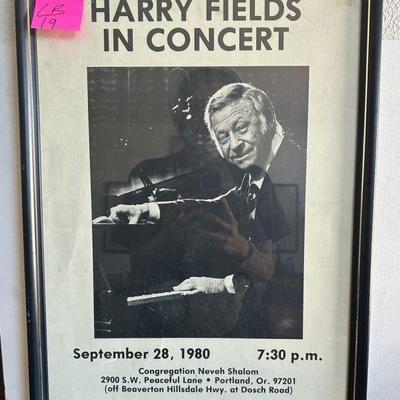 LB
19
HARRY FIELDS
IN CONCERT
September 28, 1980 7:30 p.m.
Congregation Neveh Shalom
2900 S.W. Peaceful Lane • Portland, Or. 97201
(off Beaverton Hillsdale Hwy. at Dosch Road)